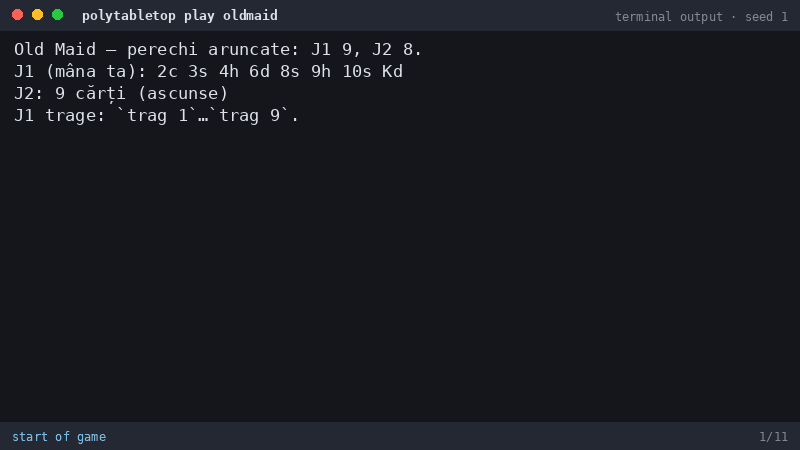 polytabletop play oldmaid
terminal output · seed 1
Old Maid — perechi aruncate: J1 9, J2 8.
J1 (mâna ta): 2c 3s 4h 6d 8s 9h 10s Kd
J2: 9 cărți (ascunse)
J1 trage: `trag 1`…`trag 9`.
start of game
1/11